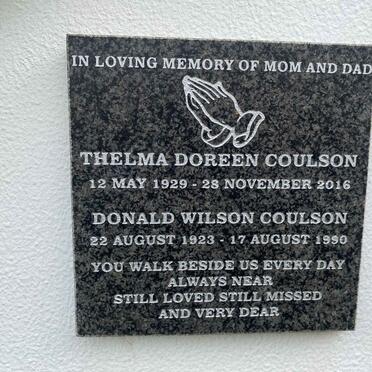 IN LOVING MEMORY OF MOM AND DAD
THELMA DOREEN COULSON
12 MAY 1929 - 28 NOVEMBER 2016
DONALD WILSON COULSON
22 AUGUST 1923 - 17 AUGUST 1990
YOU WALK BESIDE US EVERY DAY
ALWAYS NEAR
STILL LOVED STILL MISSED
AND VERY DEAR